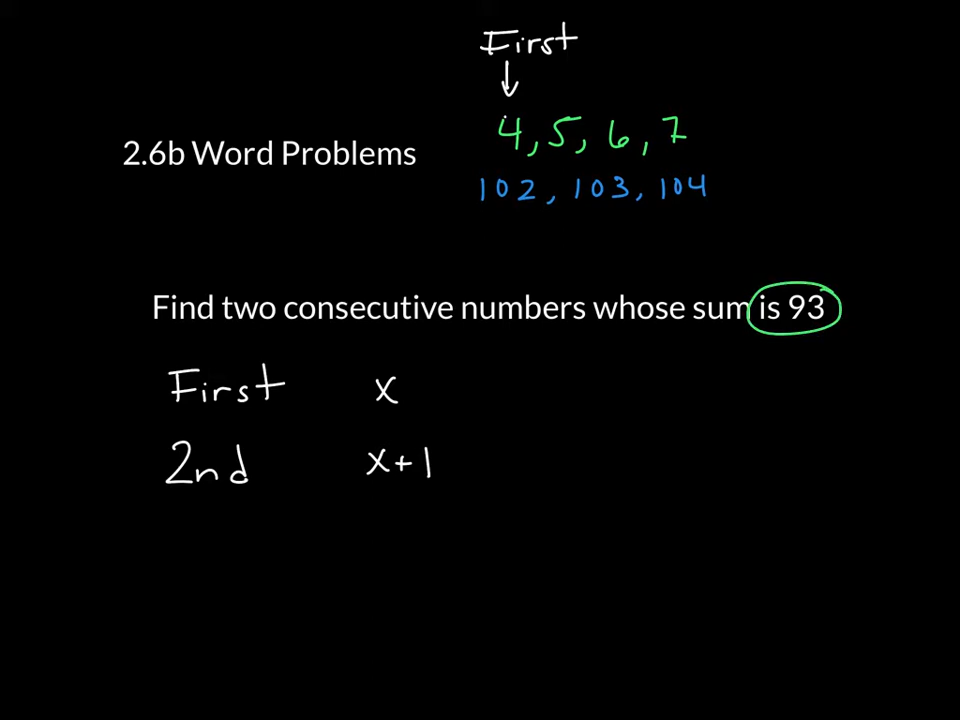 First
4, 5, 6, 7
2.6b Word Problems
102, 103, 104
Find two consecutive numbers whose sum is 93
First x
2nd x+1